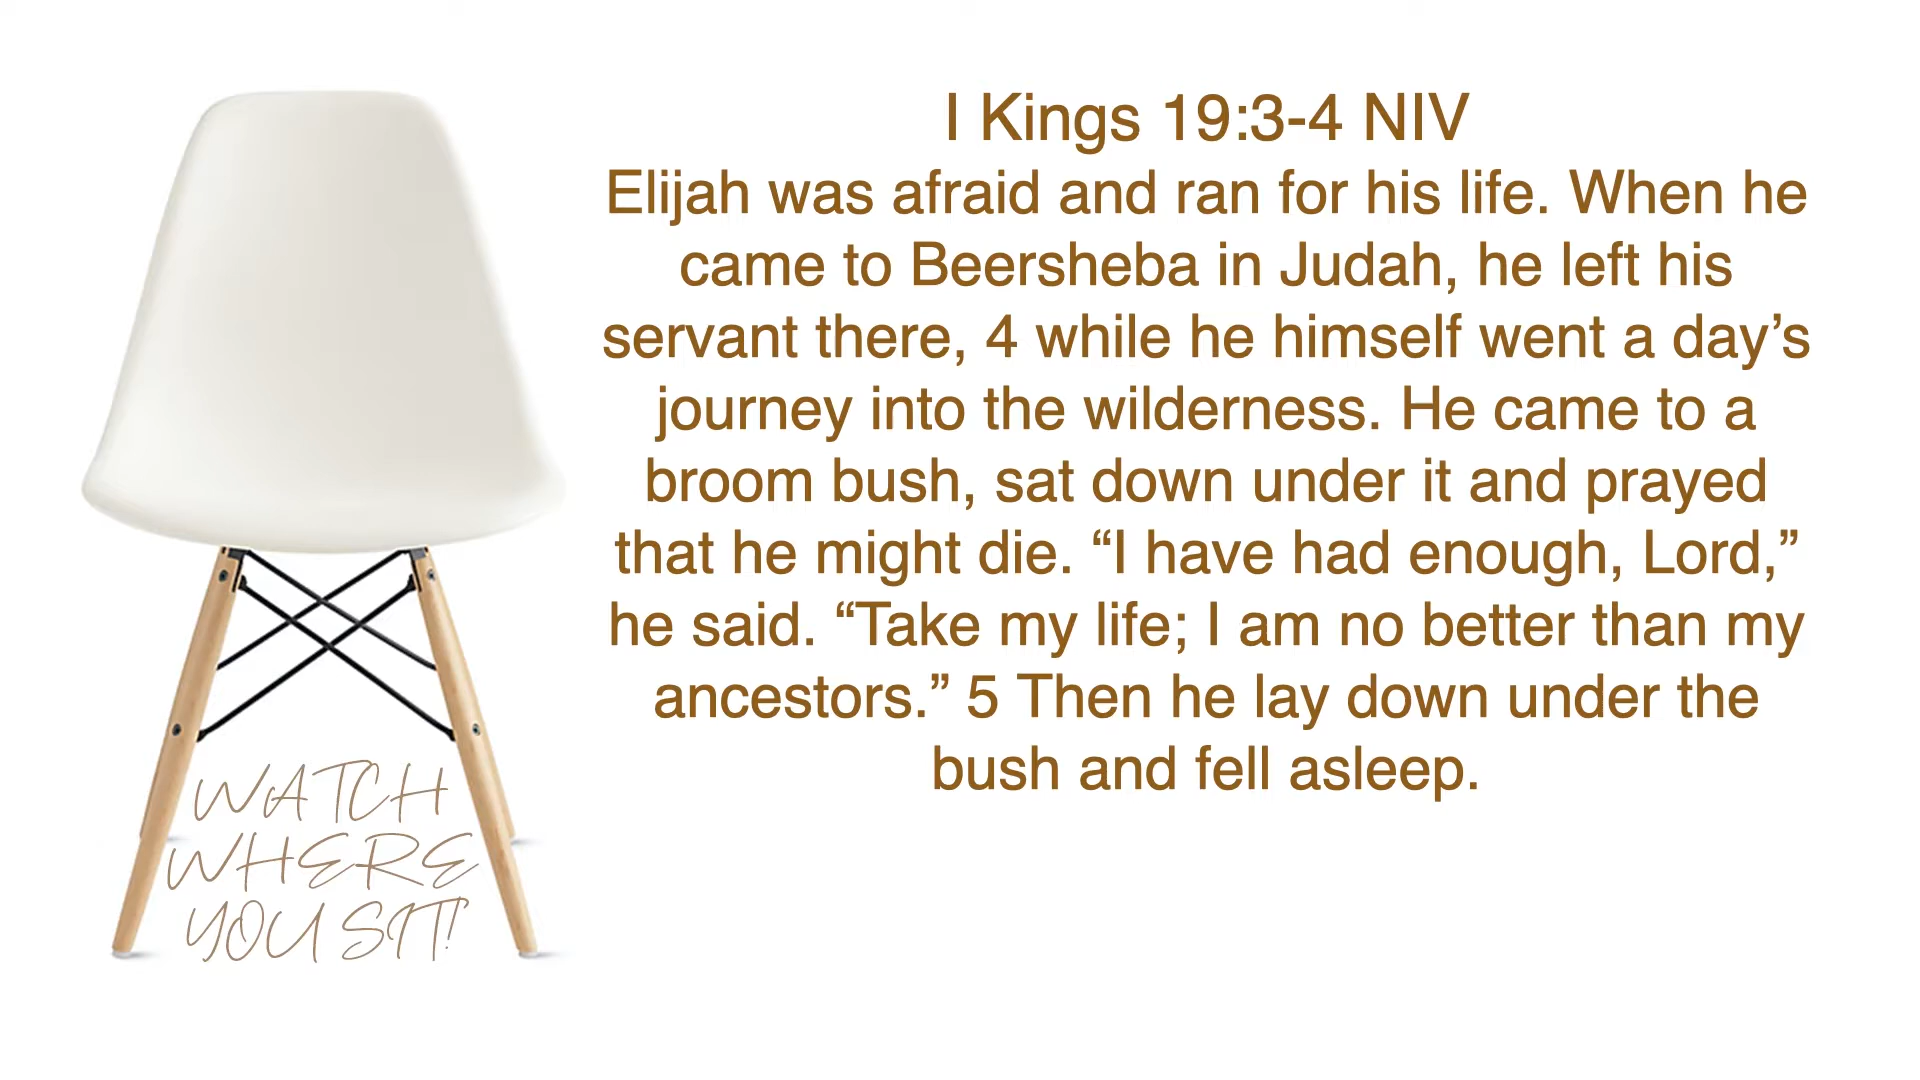 I Kings 19:3-4 NIV
Elijah was afraid and ran for his life. When he
came to Beersheba in Judah, he left his
servant there, 4 while he himself went a day’s
journey into the wilderness. He came to a
broom bush, sat down under it and prayed
that he might die. “I have had enough, Lord,”
he said. “Take my life; I am no better than my
ancestors.” 5 Then he lay down under the
bush and fell asleep.
WATCH
WHERE
YOU SIT!